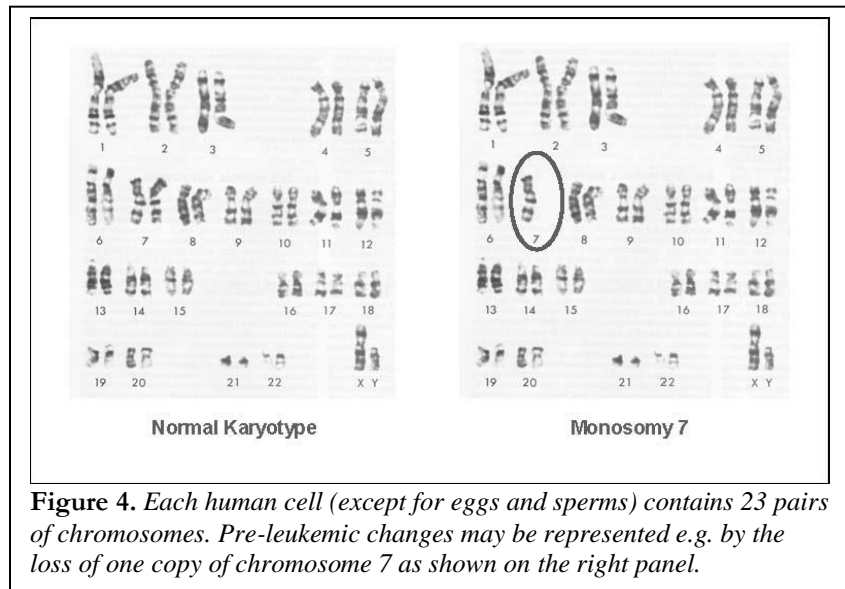 1 2 3 4 5
6 7 8 9 10 11 12
13 14 15 16 17 18
19 20 21 22 X Y
Normal Karyotype
1 2 3 4 5
6 7 8 9 10 11 12
13 14 15 16 17 18
19 20 21 22 X Y
Monosomy 7
Figure 4. Each human cell (except for eggs and sperms) contains 23 pairs
of chromosomes. Pre-leukemic changes may be represented e.g. by the
loss of one copy of chromosome 7 as shown on the right panel.